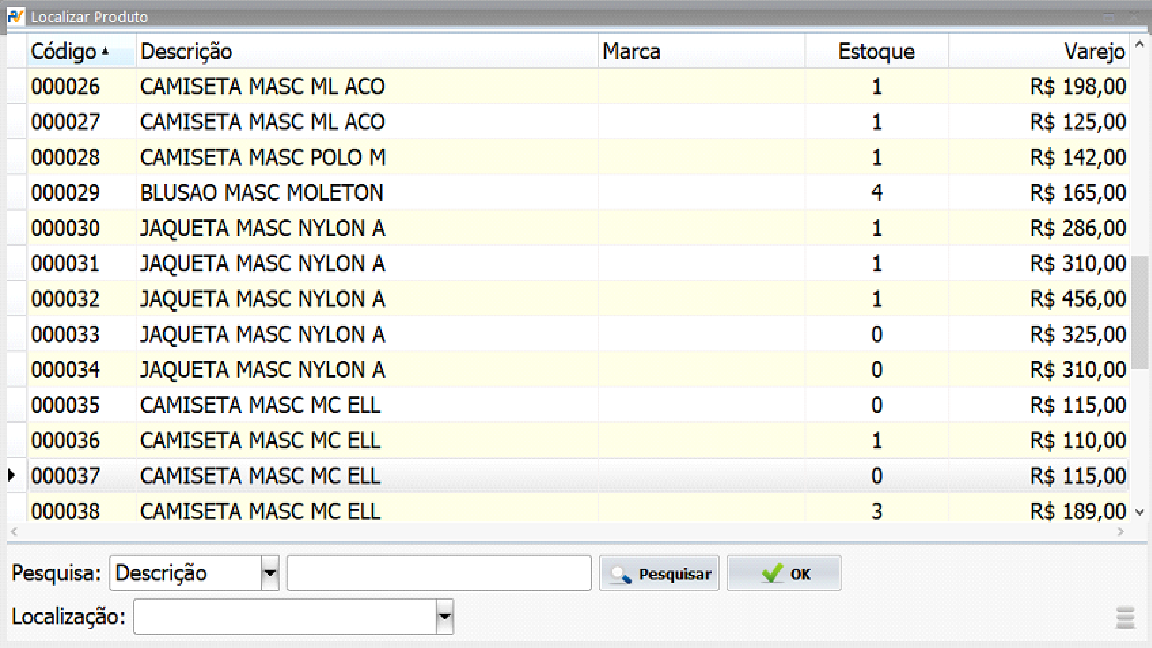 Localizar Produto
Código Descrição Marca Estoque Varejo
000026 CAMISETA MASC ML ACO 1 R$ 198,00
000027 CAMISETA MASC ML ACO 1 R$ 125,00
000028 CAMISETA MASC POLO M 1 R$ 142,00
000029 BLUSAO MASC MOLETON 4 R$ 165,00
000030 JAQUETA MASC NYLON A 1 R$ 286,00
000031 JAQUETA MASC NYLON A 1 R$ 310,00
000032 JAQUETA MASC NYLON A 1 R$ 456,00
000033 JAQUETA MASC NYLON A 0 R$ 325,00
000034 JAQUETA MASC NYLON A 0 R$ 310,00
000035 CAMISETA MASC MC ELL 0 R$ 115,00
000036 CAMISETA MASC MC ELL 1 R$ 110,00
000037 CAMISETA MASC MC ELL 0 R$ 115,00
000038 CAMISETA MASC MC ELL 3 R$ 189,00
Pesquisa: Descrição Pesquisar OK
Localização: